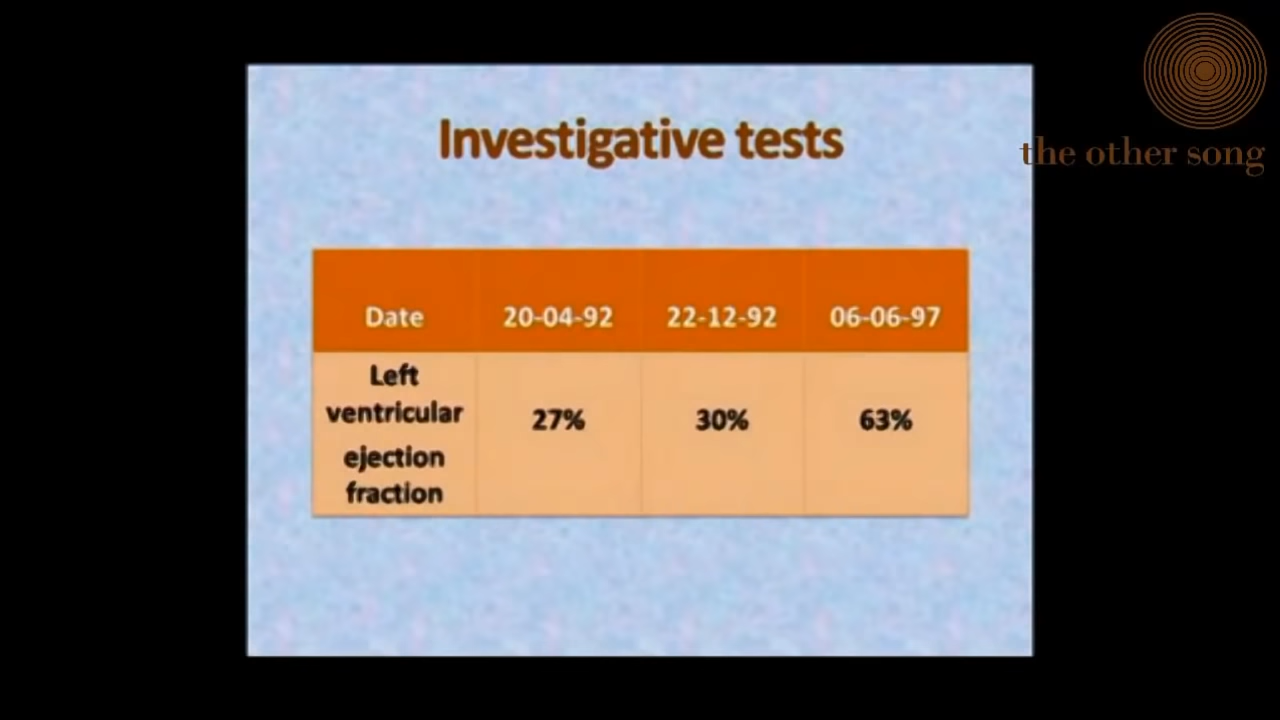 the other song
Investigative tests
Date 20-04-92 22-12-92 06-06-97
Left
ventricular 27% 30% 63%
ejection
fraction